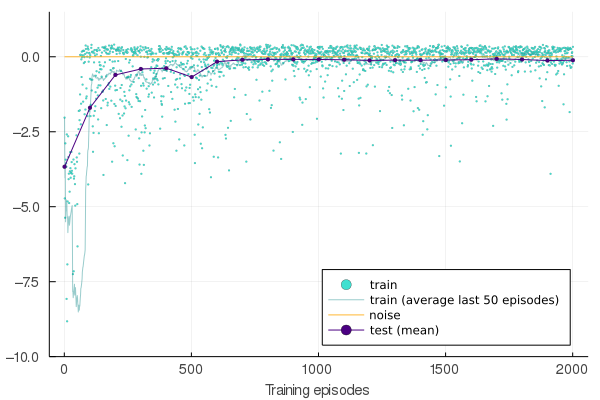 0.0
−2.5
−5.0
−7.5
−10.0
0
500
1000
1500
2000
Training episodes
train
train (average last 50 episodes)
noise
test (mean)